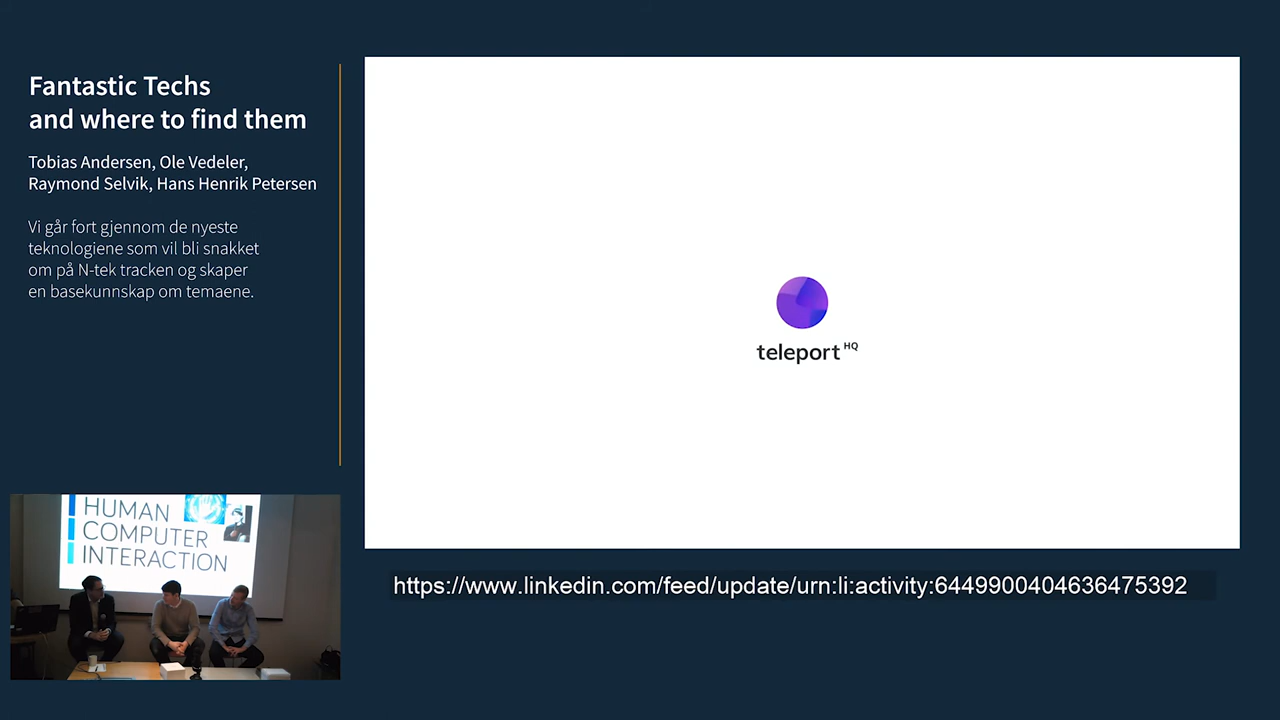 Fantastic Techs
and where to find them
Tobias Andersen, Ole Vedeler,
Raymond Selvik, Hans Henrik Petersen
Vi går fort gjennom de nyeste
teknologiene som vil bli snakket
om på N-tek tracken og skaper
en basekunnskap om temaene.
teleport HQ
https://www.linkedin.com/feed/update/urn:li:activity:6449900404636475392
HUMAN
COMPUTER
INTERACTION